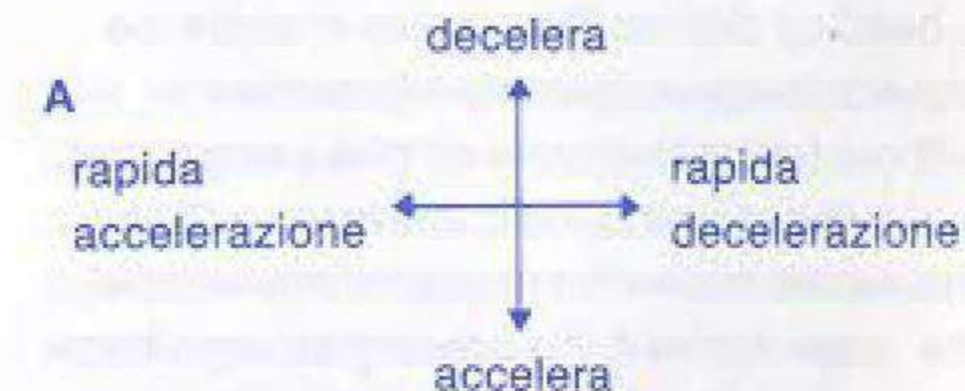 decelera
A
rapida
accelerazione
rapida
decelerazione
accelera